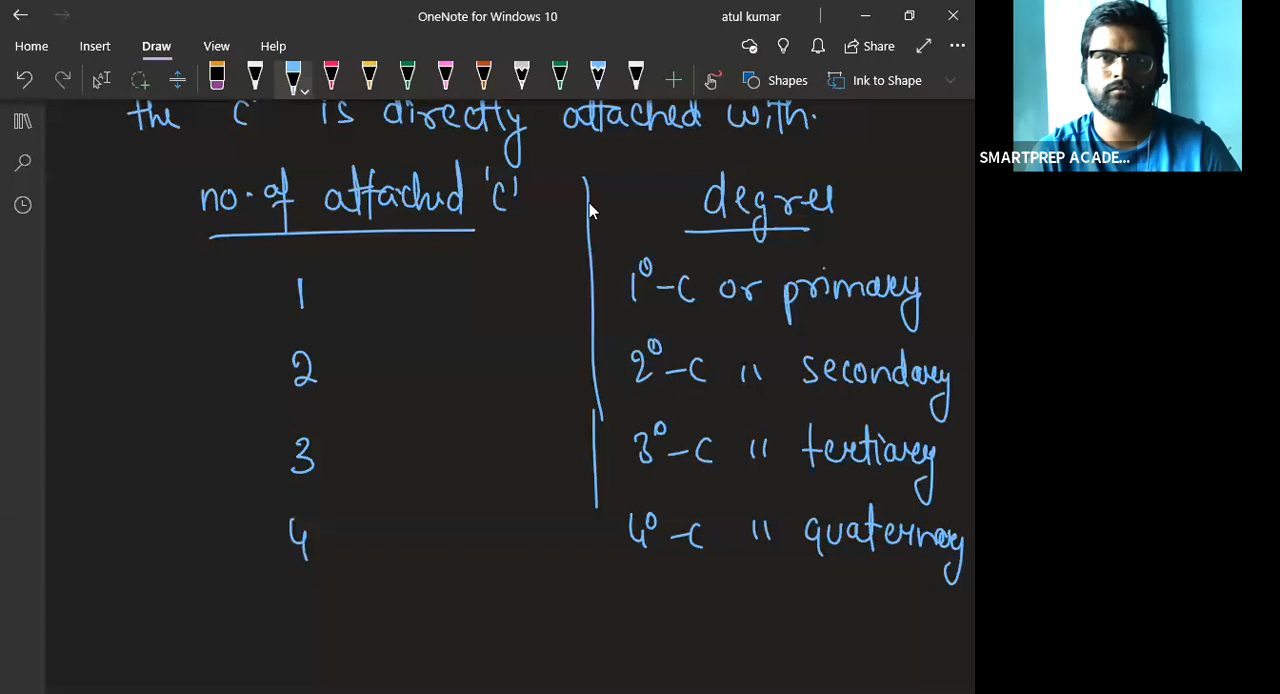 OneNote for Windows 10
atul kumar
Home Insert Draw View Help
Share
Shapes
Ink to Shape
the 'C' is directly attached with.
no. of attached 'C' degree
1 1° -C or primary
2 2° -C " secondary
3 3° -C " tertiary
4 4° -C " quaternary
SMARTPREP ACADE...